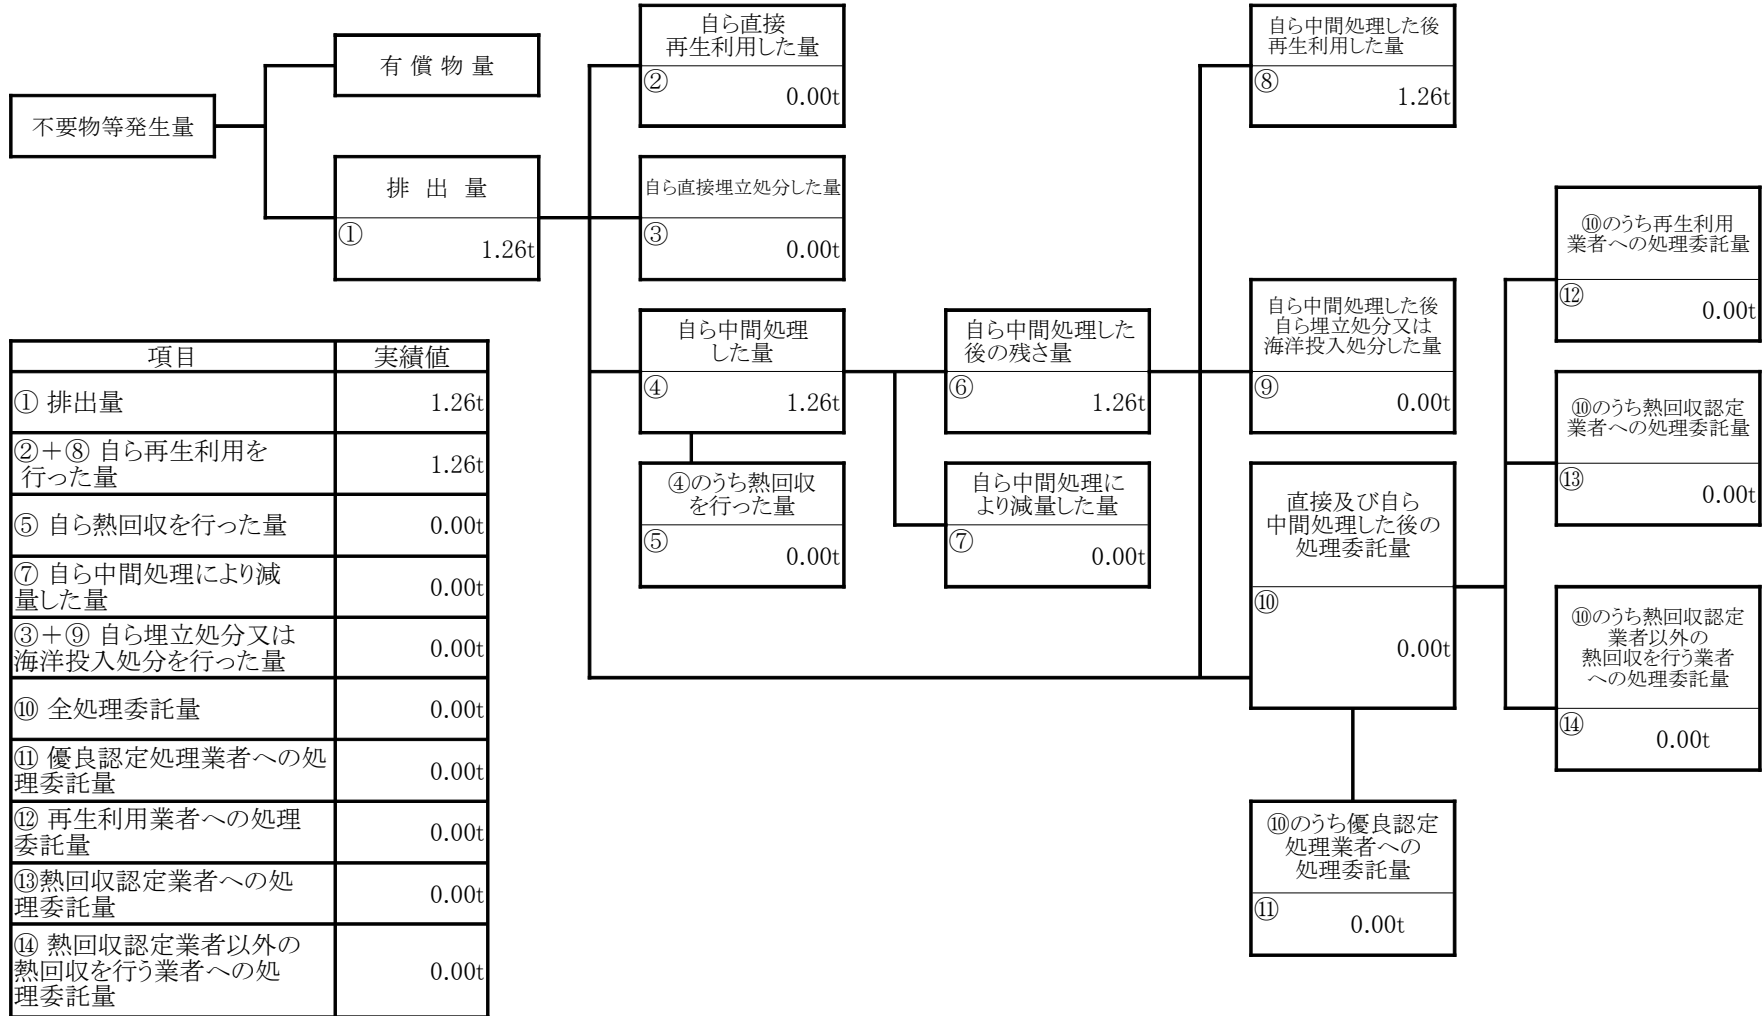 不要物等発生量
有 償 物 量
排 出 量
①
1.26t
自ら直接
再生利用した量
②
0.00t
自ら直接埋立処分した量
③
0.00t
自ら中間処理
した量
④
1.26t
④のうち熱回収
を行った量
⑤
0.00t
自ら中間処理した
後の残さ量
⑥
1.26t
自ら中間処理に
より減量した量
⑦
0.00t
自ら中間処理した後
再生利用した量
⑧
1.26t
自ら中間処理した後
自ら埋立処分又は
海洋投入処分した量
⑨
0.00t
直接及び自ら
中間処理した後の
処理委託量
⑩
0.00t
⑩のうち優良認定
処理業者への
処理委託量
⑪
0.00t
⑩のうち再生利用
業者への処理委託量
⑫
0.00t
⑩のうち熱回収認定
業者への処理委託量
⑬
0.00t
⑩のうち熱回収認定
業者以外の
熱回収を行う業者
への処理委託量
⑭
0.00t
項目 実績値
① 排出量 1.26t
②+⑧ 自ら再生利用を
行った量 1.26t
⑤ 自ら熱回収を行った量 0.00t
⑦ 自ら中間処理により減
量した量 0.00t
③+⑨ 自ら埋立処分又は
海洋投入処分を行った量 0.00t
⑩ 全処理委託量 0.00t
⑪ 優良認定処理業者への処
理委託量 0.00t
⑫ 再生利用業者への処理
委託量 0.00t
⑬熱回収認定業者への処
理委託量 0.00t
⑭ 熱回収認定業者以外の
熱回収を行う業者への処
理委託量 0.00t